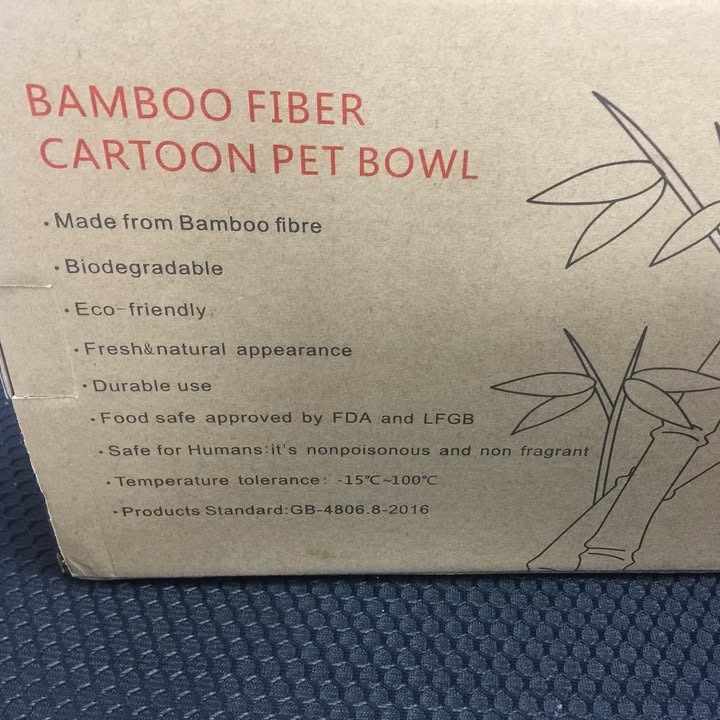 BAMBOO FIBER
CARTOON PET BOWL
·Made from Bamboo fibre
·Biodegradable
·Eco-friendly
·Fresh&natural appearance
·Durable use
·Food safe approved by FDA and LFGB
·Safe for Humans:it's nonpoisonous and non fragrant
·Temperature tolerance: -15℃~100℃
·Products Standard:GB-4806.8-2016